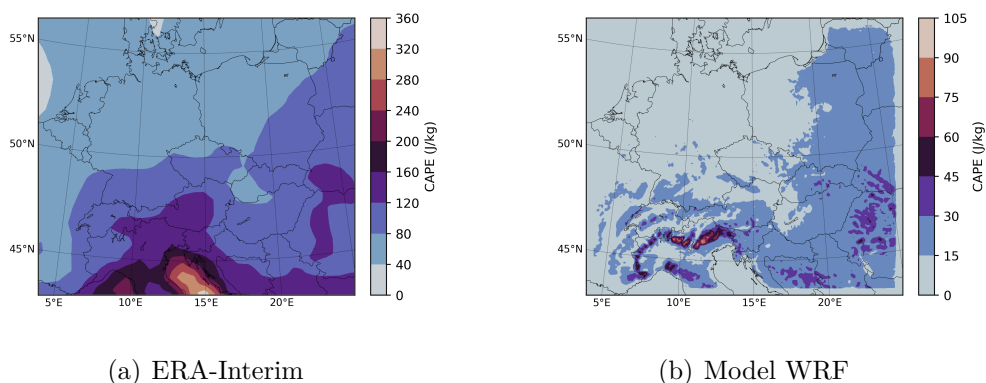 55°N
50°N
45°N
5°E 10°E 15°E 20°E
360
320
280
240
200
160
120
80
40
0
CAPE (J/kg)
55°N
50°N
45°N
5°E 10°E 15°E 20°E
105
90
75
60
45
30
15
0
CAPE (J/kg)
(a) ERA-Interim
(b) Model WRF